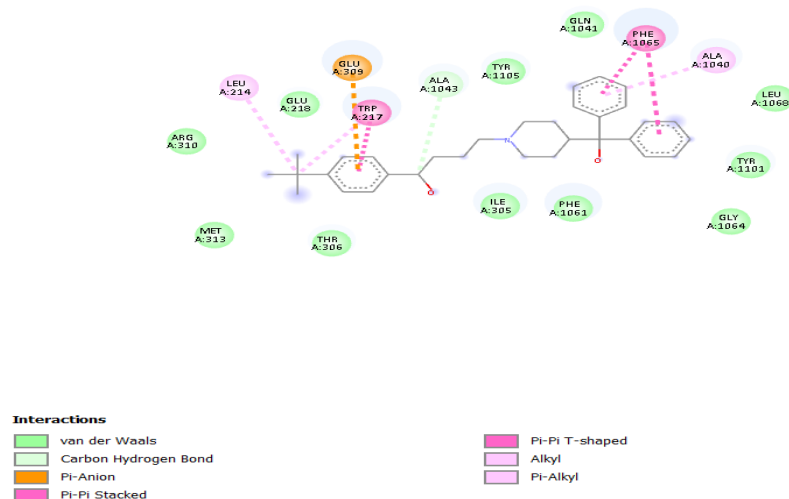 GLN
A:1041
PHE
A:1065
GLU
A:309
TYR
A:1105
ALA
A:1040
LEU
A:214
ALA
A:1043
GLU
A:218
LEU
A:1068
TRP
A:217
ARG
A:310
N
TYR
A:1101
O
O
ILE
A:305
PHE
A:1061
GLY
A:1064
MET
A:313
THR
A:306
Interactions
van der Waals
Carbon Hydrogen Bond
Pi-Anion
Pi-Pi Stacked
Pi-Pi T-shaped
Alkyl
Pi-Alkyl